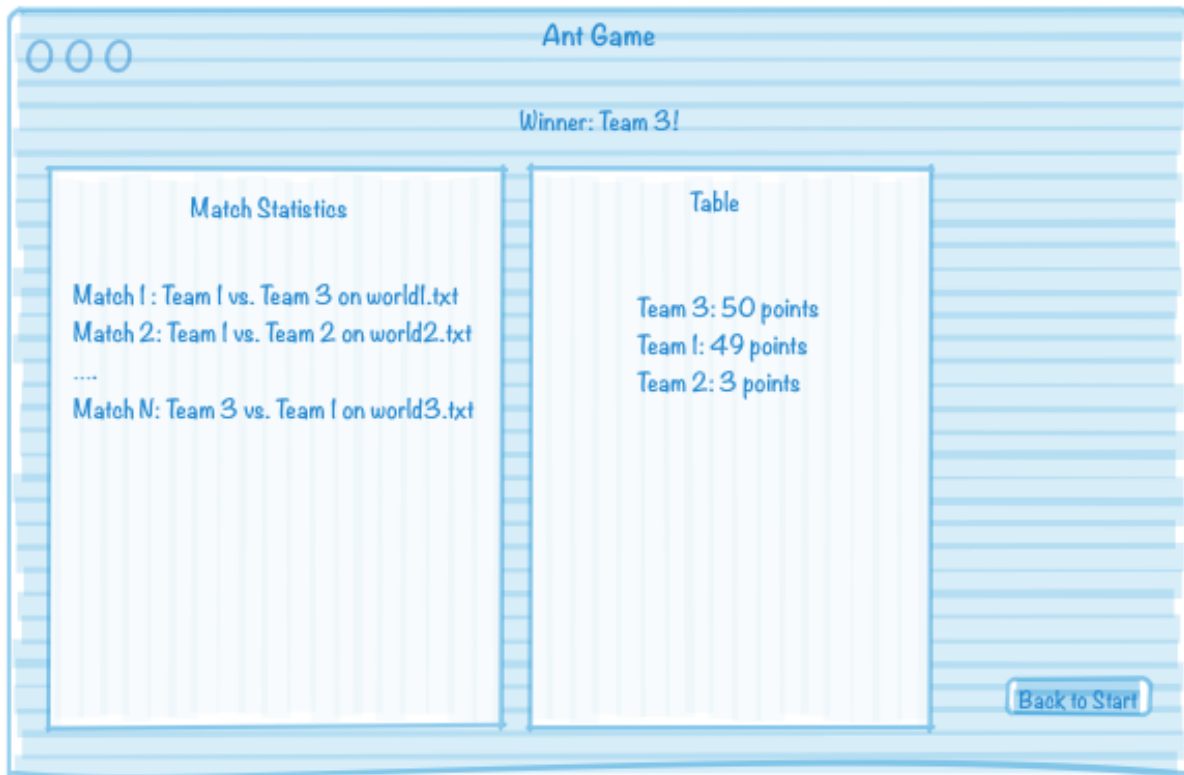 Ant Game
Winner: Team 3!
Match Statistics
Match 1 : Team 1 vs. Team 3 on world1.txt
Match 2: Team 1 vs. Team 2 on world2.txt
....
Match N: Team 3 vs. Team 1 on world3.txt
Table
Team 3: 50 points
Team 1: 49 points
Team 2: 3 points
Back to Start